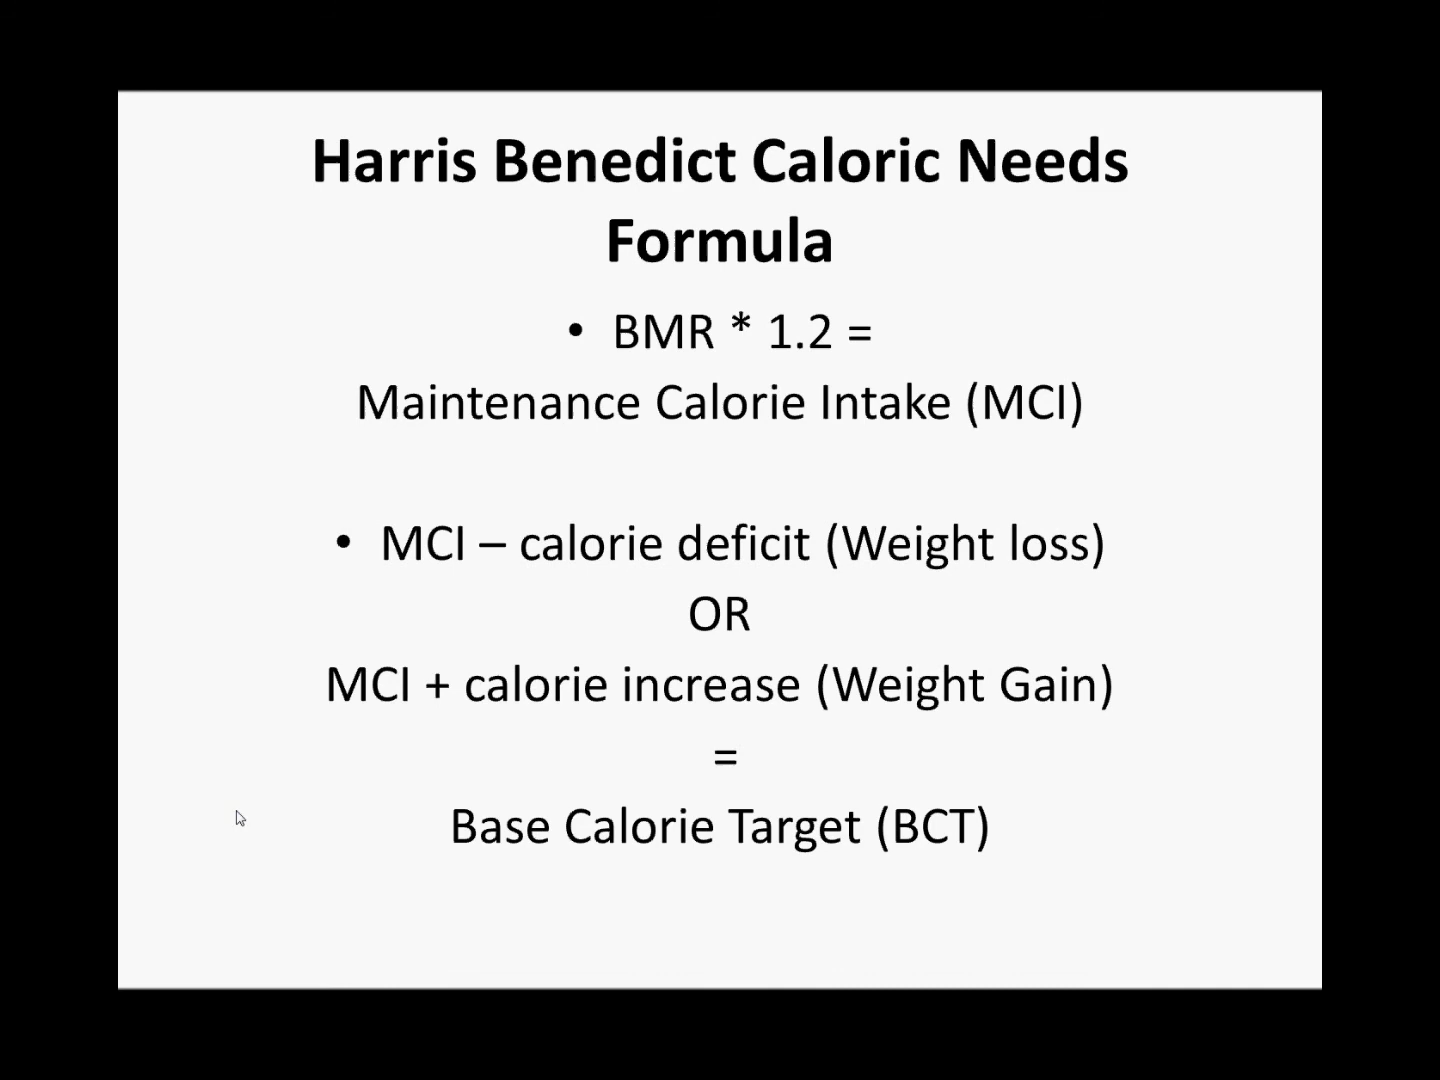 Harris Benedict Caloric Needs
Formula
• BMR * 1.2 =
Maintenance Calorie Intake (MCI)
• MCI – calorie deficit (Weight loss)
OR
MCI + calorie increase (Weight Gain)
=
Base Calorie Target (BCT)